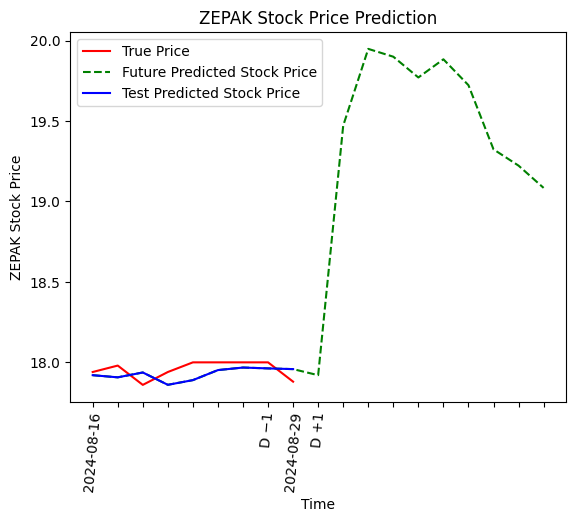 ZEPAK Stock Price Prediction
True Price
Future Predicted Stock Price
Test Predicted Stock Price
ZEPAK Stock Price
20.0
19.5
19.0
18.5
18.0
2024-08-16
D −1
2024-08-29
D +1
Time